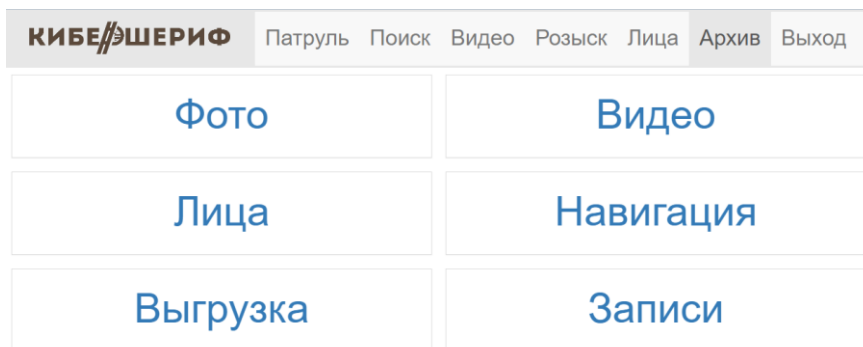 КИБЕРШЕРИФ Патруль Поиск Видео Розыск Лица Архив Выход
Фото Видео
Лица Навигация
Выгрузка Записи